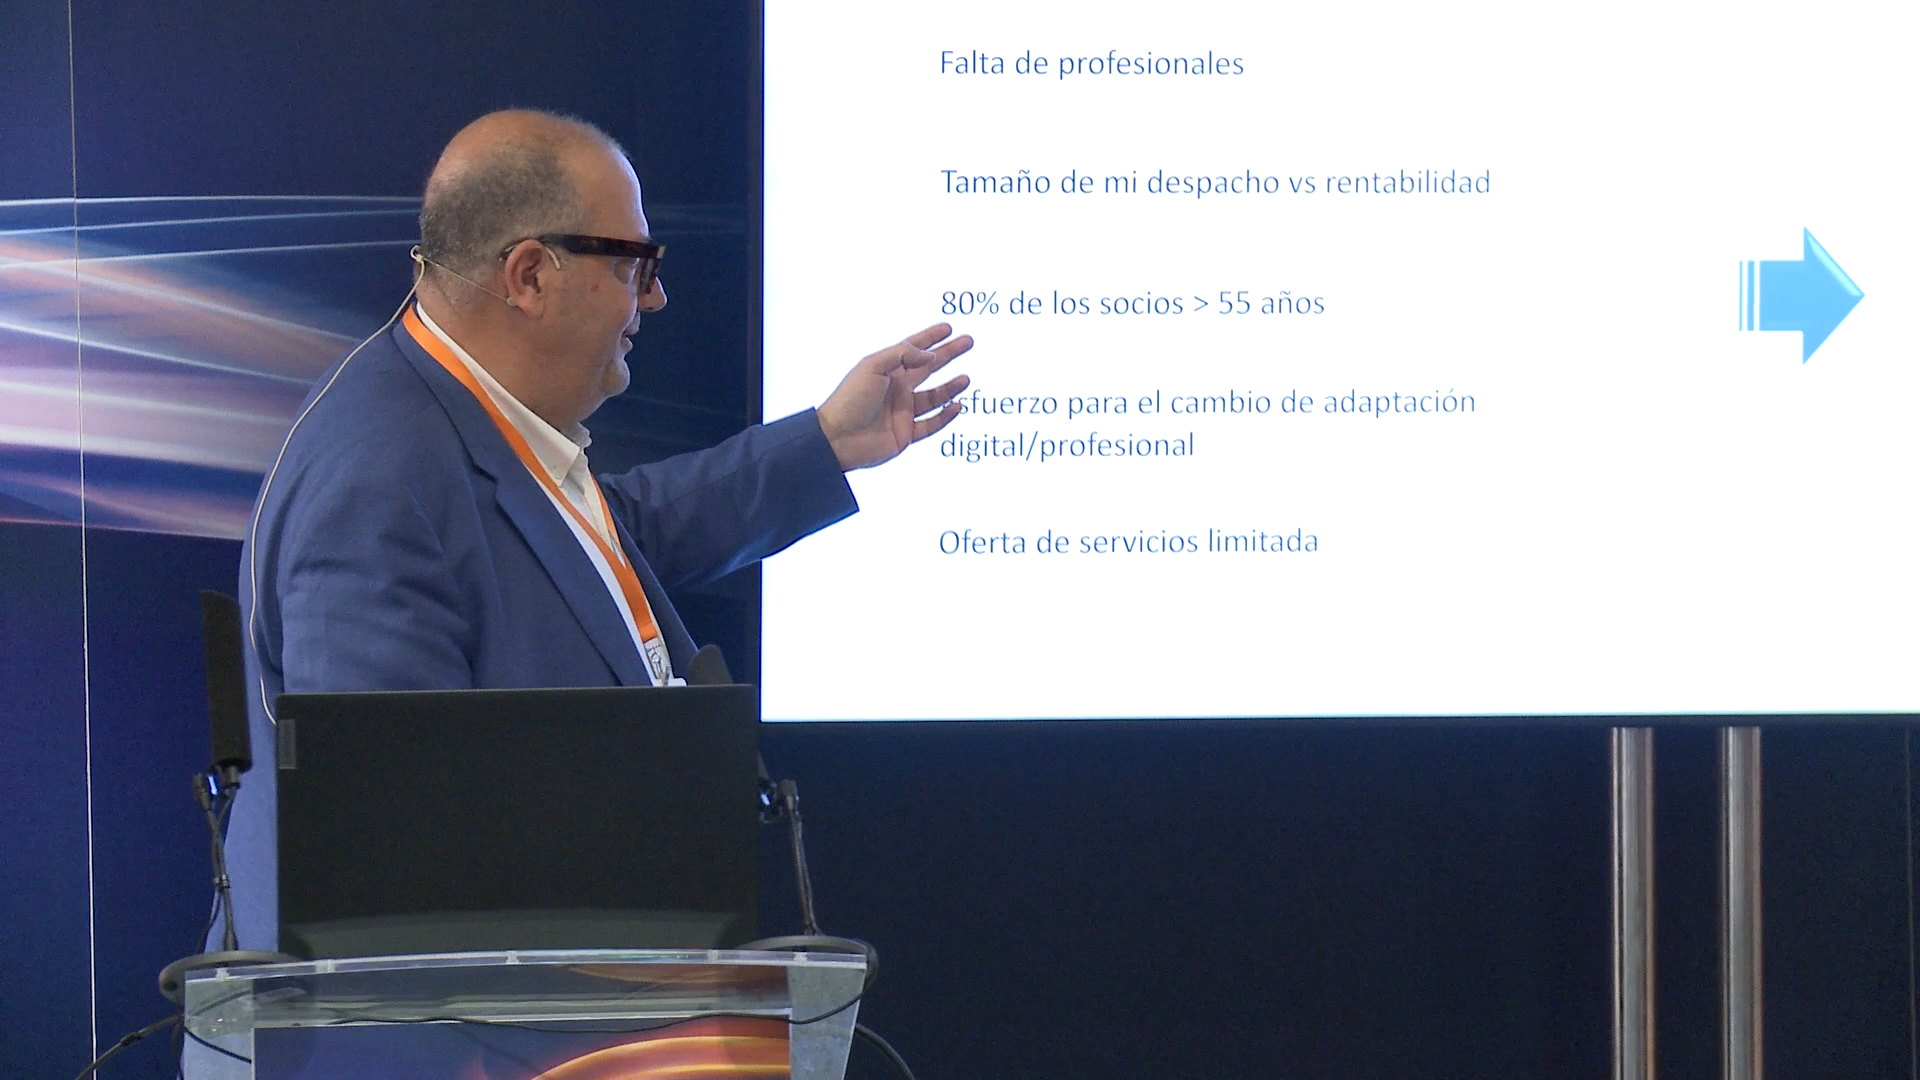 Falta de profesionales
Tamaño de mi despacho vs rentabilidad
80% de los socios > 55 años
esfuerzo para el cambio de adaptación
digital/profesional
Oferta de servicios limitada